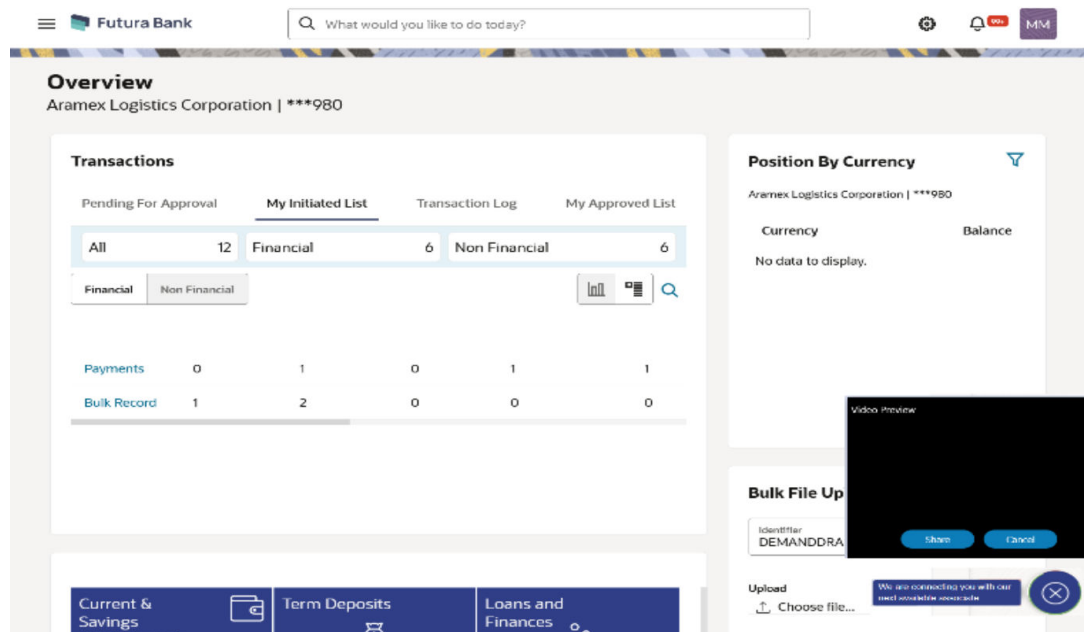 Futura Bank
What would you like to do today?
99+
MM
Overview
Aramex Logistics Corporation | ***980
Transactions
Pending For Approval My Initiated List Transaction Log My Approved List
All 12 Financial 6 Non Financial 6
Financial Non Financial
Payments 0 1 0 1 1
Bulk Record 1 2 0 0 0
Position By Currency
Aramex Logistics Corporation | ***980
Currency Balance
No data to display.
Video Preview
Share Cancel
Bulk File Up
Identifier
DEMANDDRA
Upload
Choose file...
We are connecting you with our
next available associate
Current &
Savings
Term Deposits
Loans and
Finances